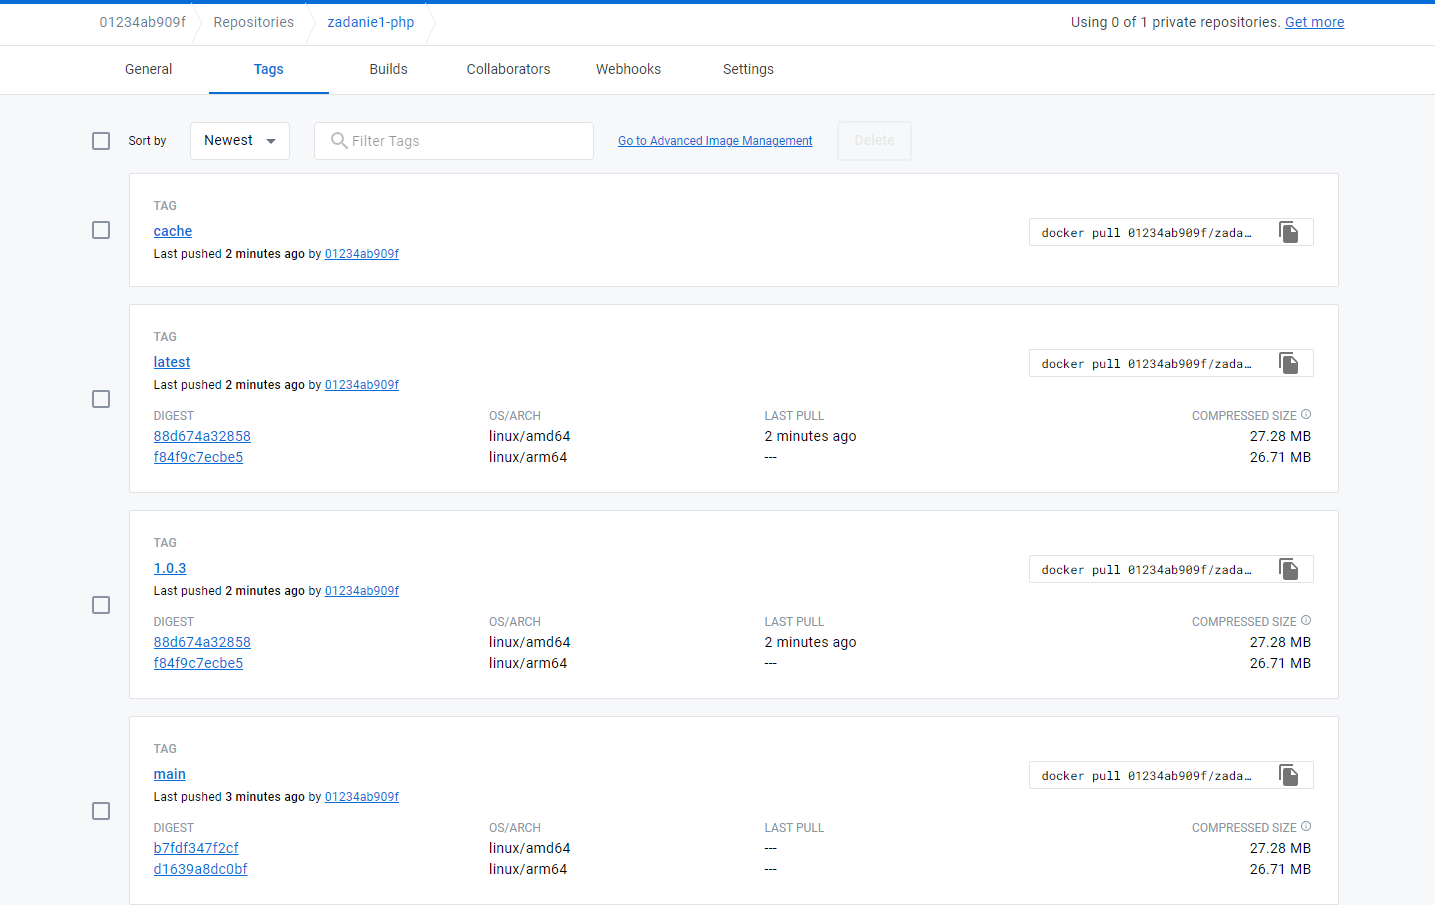 01234ab909f Repositories zadanie1-php Using 0 of 1 private repositories. Get more
General Tags Builds Collaborators Webhooks Settings
Sort by Newest Filter Tags Go to Advanced Image Management Delete
TAG
cache
docker pull 01234ab909f/zada…
Last pushed 2 minutes ago by 01234ab909f
TAG
latest
docker pull 01234ab909f/zada…
Last pushed 2 minutes ago by 01234ab909f
DIGEST OS/ARCH LAST PULL COMPRESSED SIZE
88d674a32858 linux/amd64 2 minutes ago 27.28 MB
f84f9c7ecbe5 linux/arm64 --- 26.71 MB
TAG
1.0.3
docker pull 01234ab909f/zada…
Last pushed 2 minutes ago by 01234ab909f
DIGEST OS/ARCH LAST PULL COMPRESSED SIZE
88d674a32858 linux/amd64 2 minutes ago 27.28 MB
f84f9c7ecbe5 linux/arm64 --- 26.71 MB
TAG
main
docker pull 01234ab909f/zada…
Last pushed 3 minutes ago by 01234ab909f
DIGEST OS/ARCH LAST PULL COMPRESSED SIZE
b7fdf347f2cf linux/amd64 --- 27.28 MB
d1639a8dc0bf linux/arm64 --- 26.71 MB